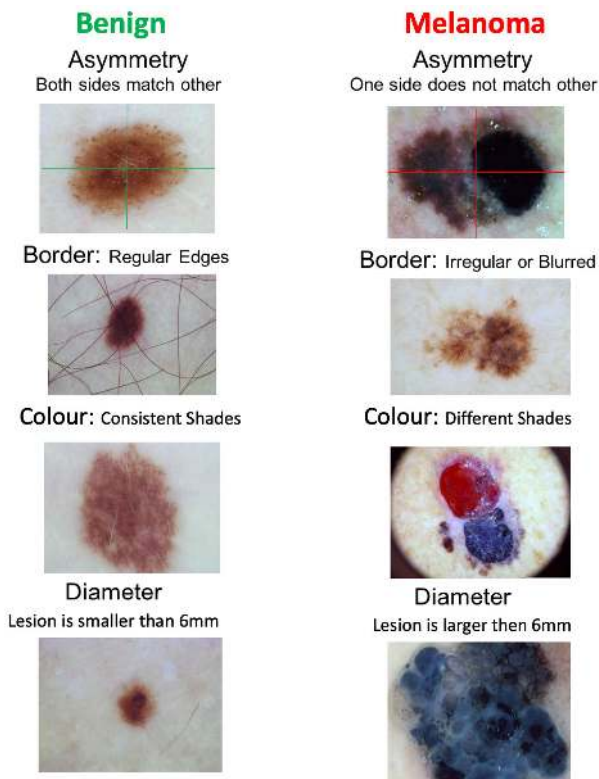 Benign
Asymmetry
Both sides match other
Border: Regular Edges
Colour: Consistent Shades
Diameter
Lesion is smaller than 6mm
Melanoma
Asymmetry
One side does not match other
Border: Irregular or Blurred
Colour: Different Shades
Diameter
Lesion is larger then 6mm